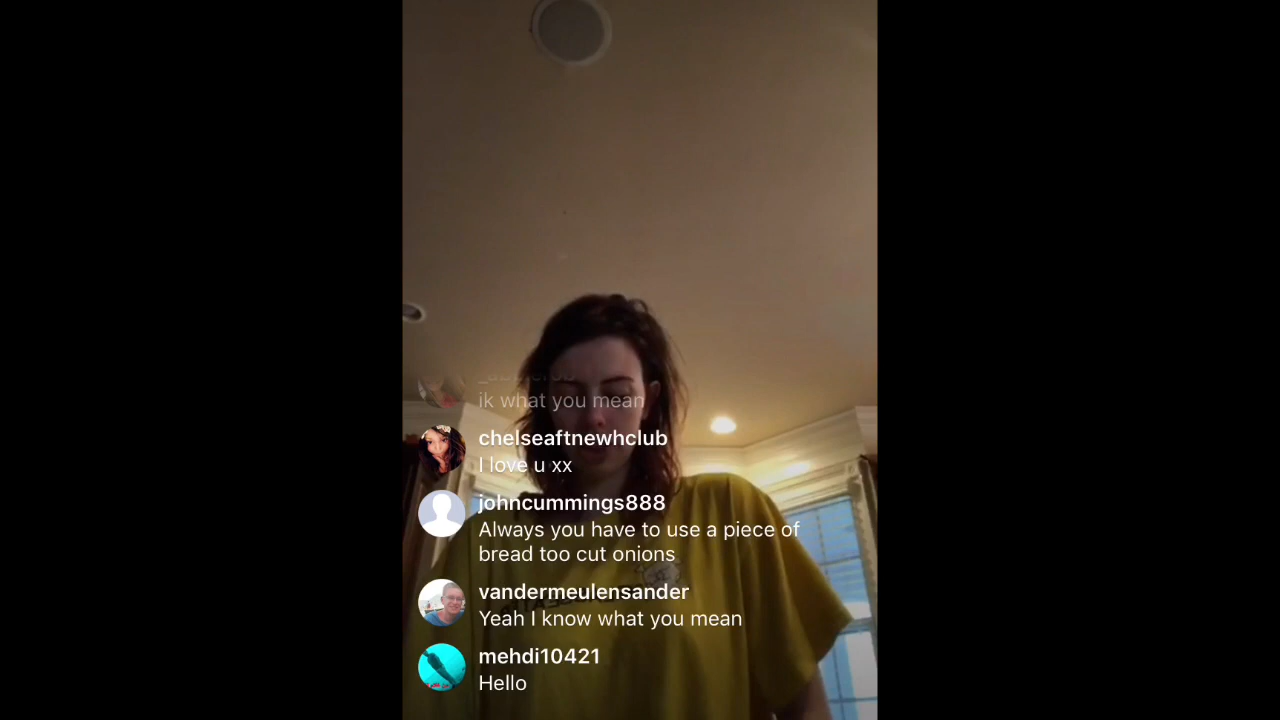 ik what you mean
chelseaftnewhclub
I love u xx
johncummings888
Always you have to use a piece of
bread too cut onions
vandermeulensander
Yeah I know what you mean
mehdi10421
Hello